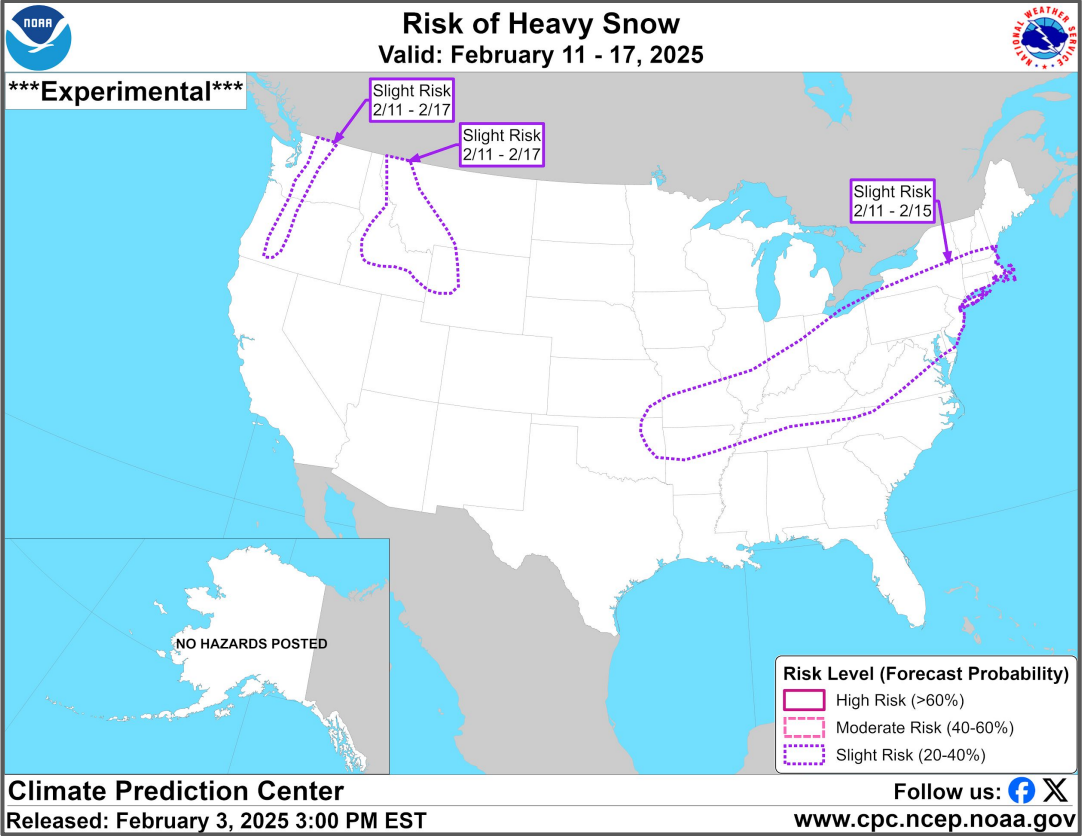 NOAA
Risk of Heavy Snow
Valid: February 11 - 17, 2025
NATIONAL WEATHER SERVICE
***Experimental***
Slight Risk
2/11 - 2/17
Slight Risk
2/11 - 2/17
Slight Risk
2/11 - 2/15
NO HAZARDS POSTED
Risk Level (Forecast Probability)
High Risk (>60%)
Moderate Risk (40-60%)
Slight Risk (20-40%)
Climate Prediction Center
Follow us:
Released: February 3, 2025 3:00 PM EST
www.cpc.ncep.noaa.gov